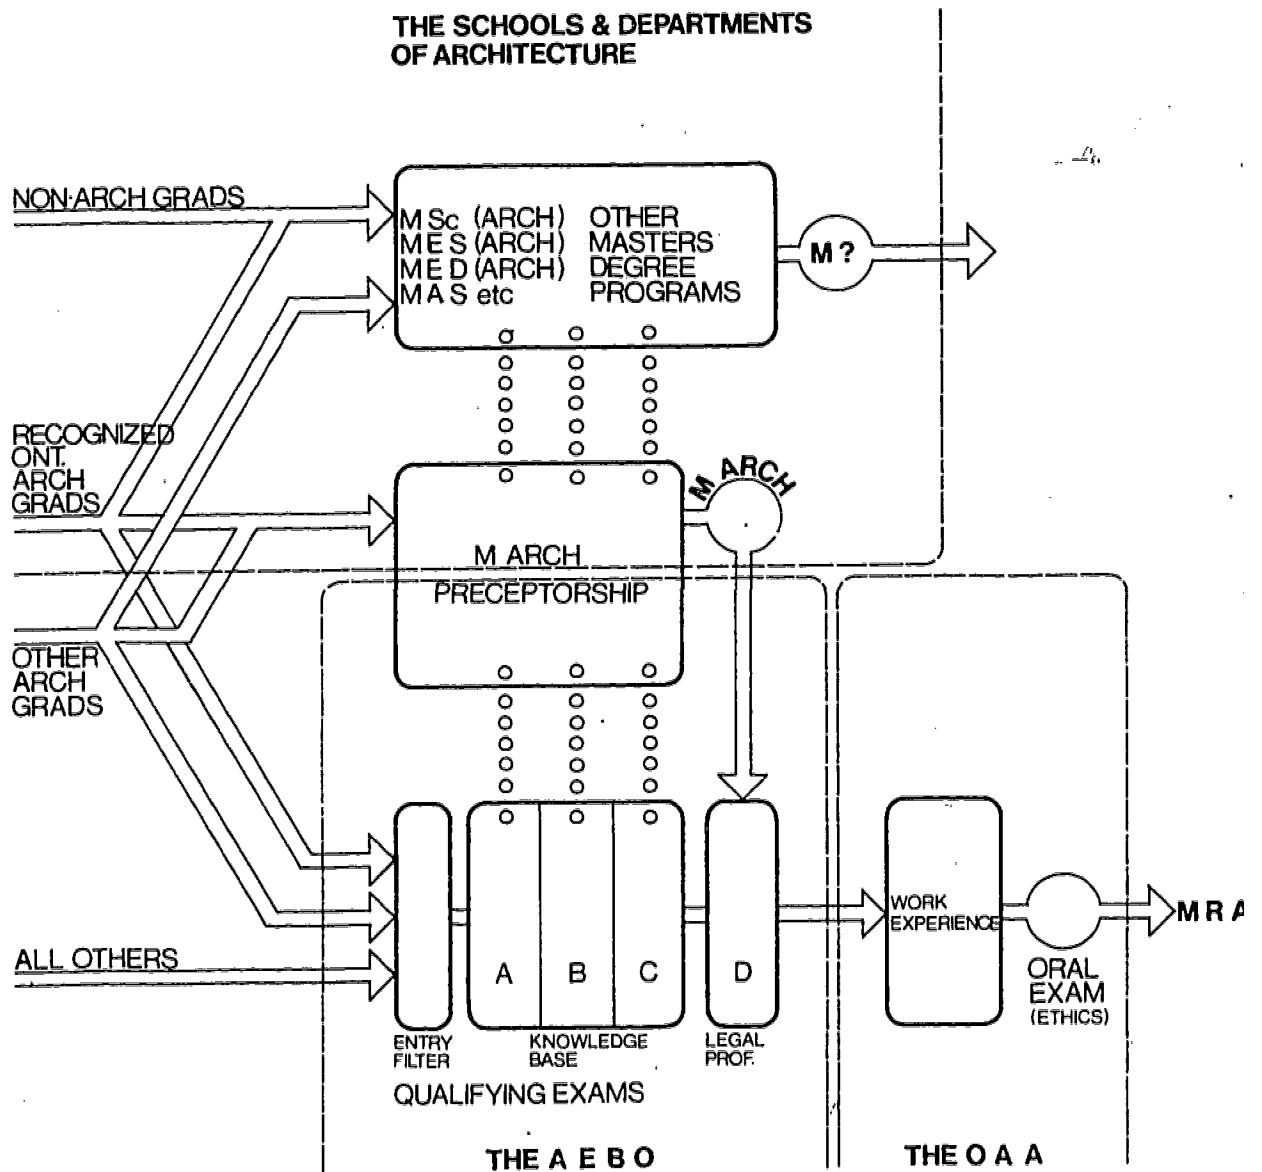 THE SCHOOLS & DEPARTMENTS
OF ARCHITECTURE
NON·ARCH GRADS
M Sc (ARCH)
M E S (ARCH)
M E D (ARCH)
M A S etc
OTHER
MASTERS
DEGREE
PROGRAMS
M ?
RECOGNIZED
ONT.
ARCH
GRADS
M ARCH
M ARCH
PRECEPTORSHIP
OTHER
ARCH
GRADS
ALL OTHERS
A
B
C
D
ENTRY
FILTER
KNOWLEDGE
BASE
LEGAL
PROF.
QUALIFYING EXAMS
WORK
EXPERIENCE
ORAL
EXAM
(ETHICS)
M R A
THE A E B O
THE O A A